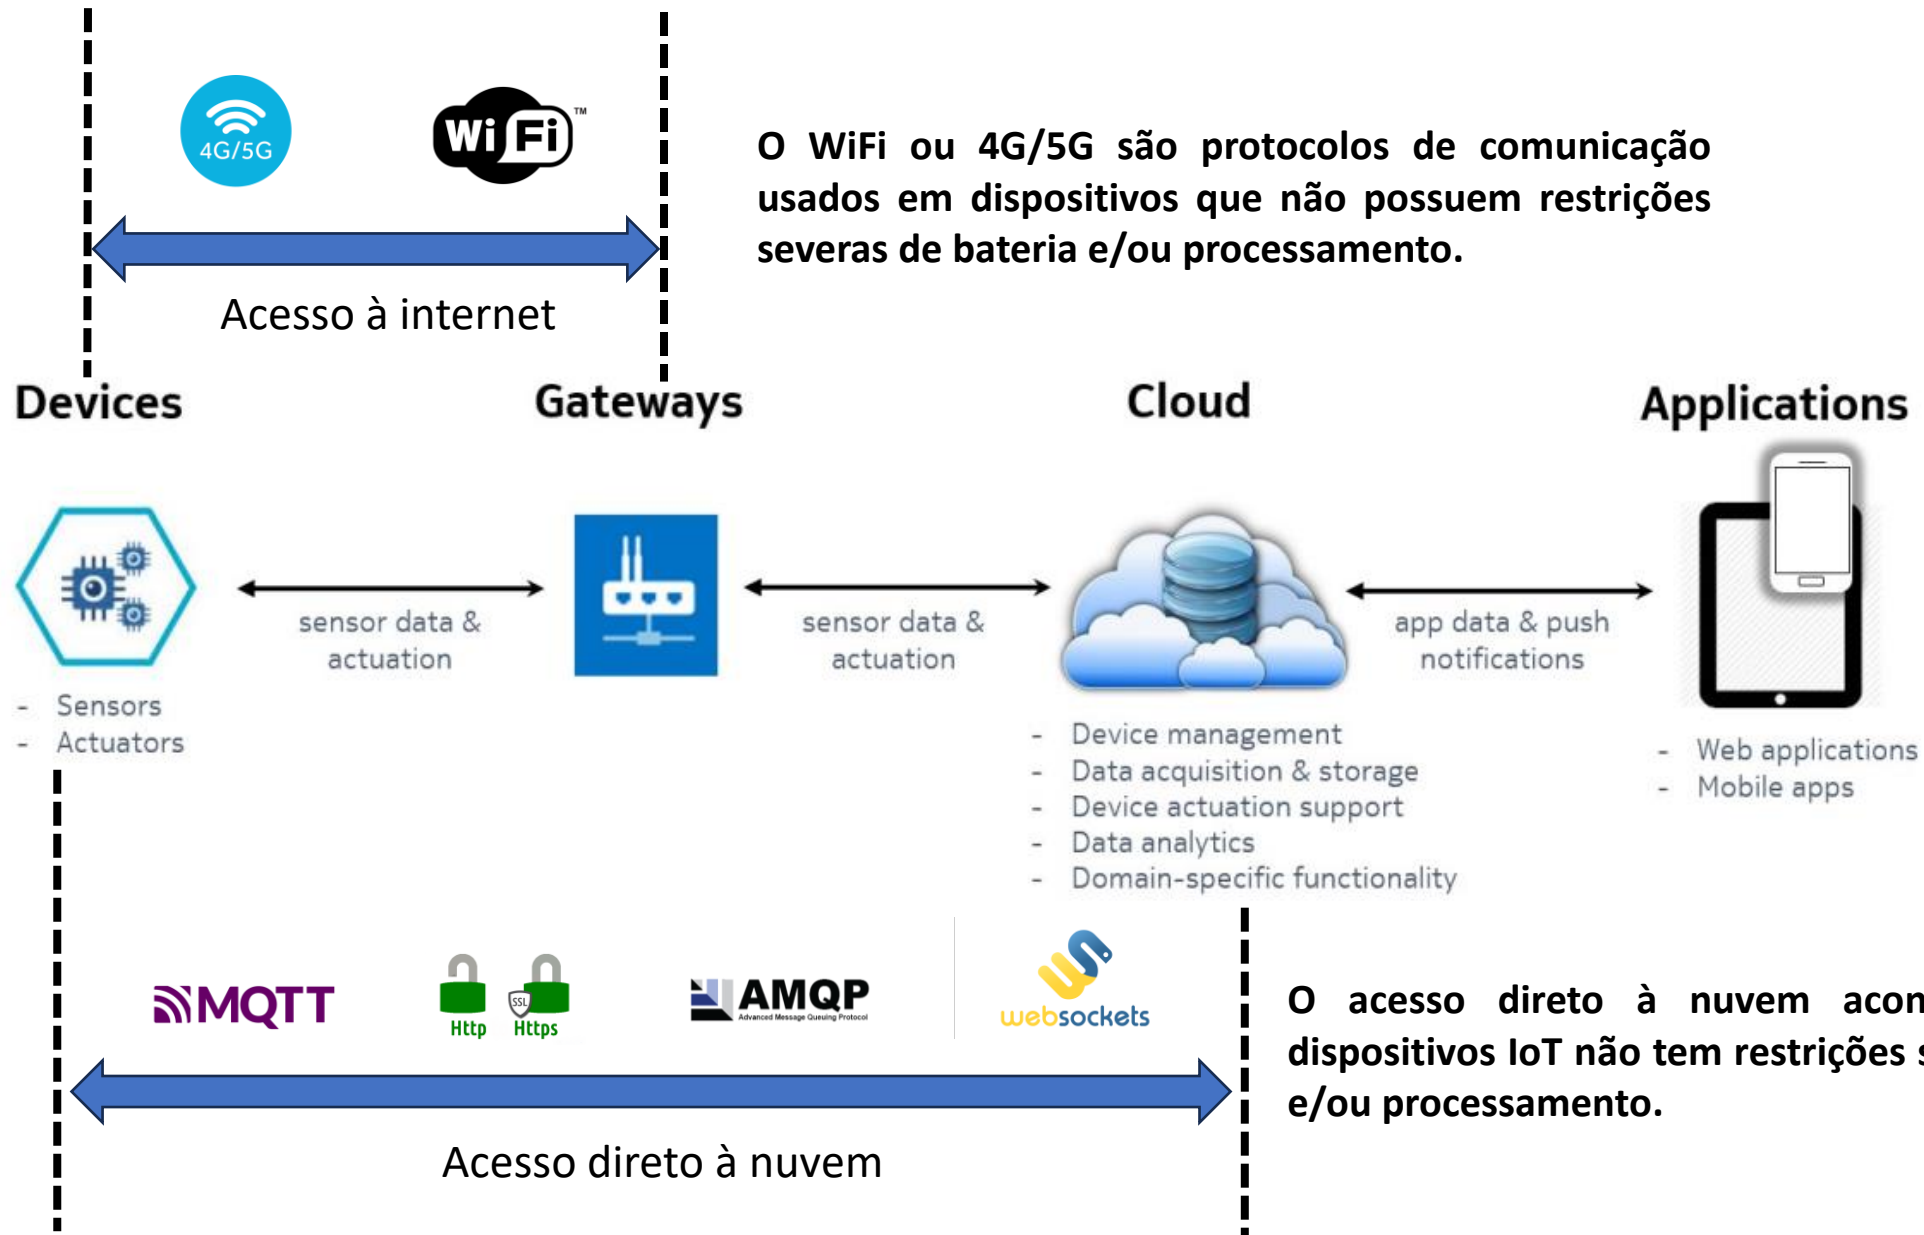 4G/5G
WiFi™
O WiFi ou 4G/5G são protocolos de comunicação
usados em dispositivos que não possuem restrições
severas de bateria e/ou processamento.
Acesso à internet
Devices
Gateways
Cloud
Applications
sensor data &
actuation
sensor data &
actuation
app data & push
notifications
- Sensors
- Actuators
- Device management
- Data acquisition & storage
- Device actuation support
- Data analytics
- Domain-specific functionality
- Web applications
- Mobile apps
MQTT
Http
SSL
Https
AMQP
Advanced Message Queuing Protocol
websockets
O acesso direto à nuvem
dispositivos IoT não tem restrições
e/ou processamento.
Acesso direto à nuvem